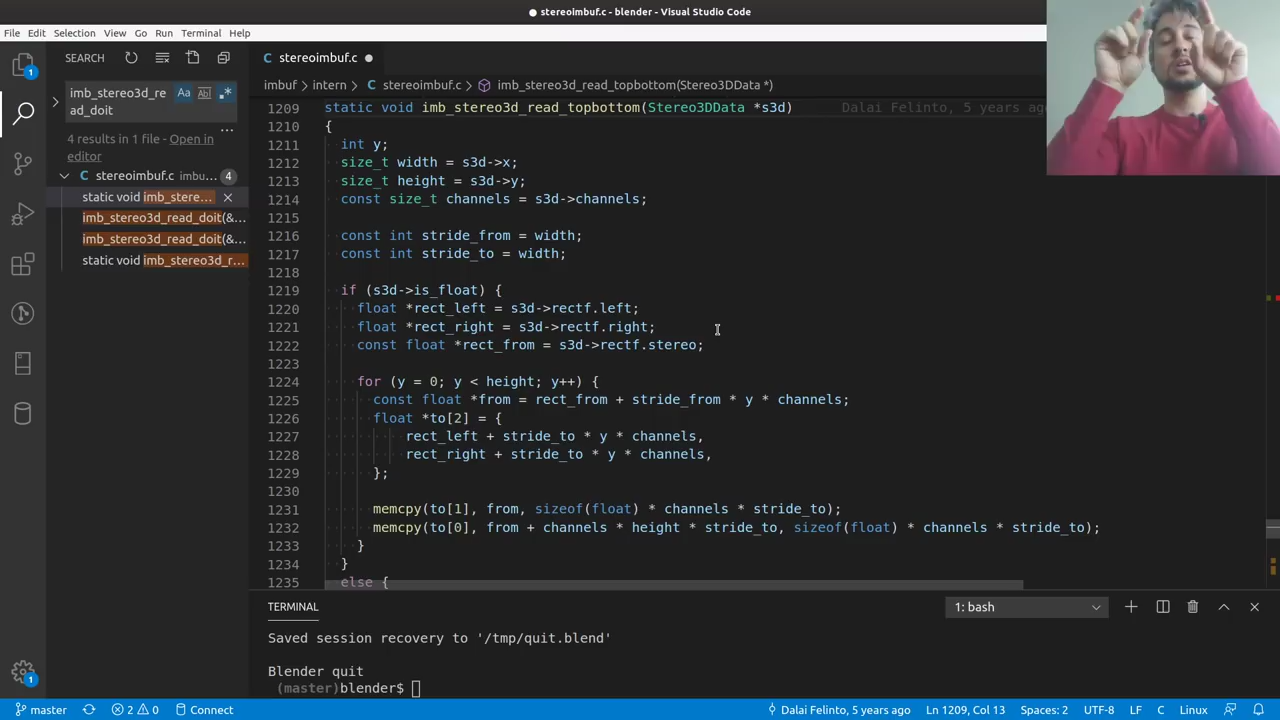 ● stereoimbuf.c - blender - Visual Studio Code
File Edit Selection View Go Run Terminal Help
SEARCH
stereoimbuf.c ●
imb_stereo3d_re
ad_doit
Aa Abl .*
4 results in 1 file - Open in
editor
stereoimbuf.c imbu... 4
static void imb_stere...
imb_stereo3d_read_doit(&...
imb_stereo3d_read_doit(&...
static void imb_stereo3d_r...
1
1
imbuf > intern > C stereoimbuf.c > imb_stereo3d_read_topbottom(Stereo3DData *)
1209 static void imb_stereo3d_read_topbottom(Stereo3DData *s3d) Dalai Felinto, 5 years ago
1210 {
1211 int y;
1212 size_t width = s3d->x;
1213 size_t height = s3d->y;
1214 const size_t channels = s3d->channels;
1215
1216 const int stride_from = width;
1217 const int stride_to = width;
1218
1219 if (s3d->is_float) {
1220 float *rect_left = s3d->rectf.left;
1221 float *rect_right = s3d->rectf.right;
1222 const float *rect_from = s3d->rectf.stereo;
1223
1224 for (y = 0; y < height; y++) {
1225 const float *from = rect_from + stride_from * y * channels;
1226 float *to[2] = {
1227 rect_left + stride_to * y * channels,
1228 rect_right + stride_to * y * channels,
1229 };
1230
1231 memcpy(to[1], from, sizeof(float) * channels * stride_to);
1232 memcpy(to[0], from + channels * height * stride_to, sizeof(float) * channels * stride_to);
1233 }
1234 }
1235 else {
TERMINAL
1: bash
Saved session recovery to '/tmp/quit.blend'
Blender quit
(master)blender$
master 2 0 Connect Dalai Felinto, 5 years ago Ln 1209, Col 13 Spaces: 2 UTF-8 LF C Linux